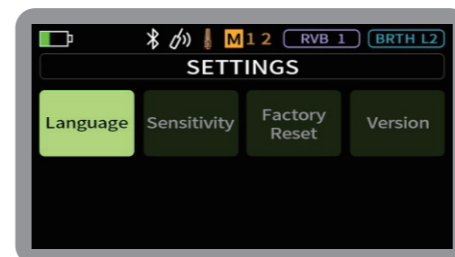 M 1 2 RVB 1 BRTH L2
SETTINGS
Language Sensitivity Factory Reset Version